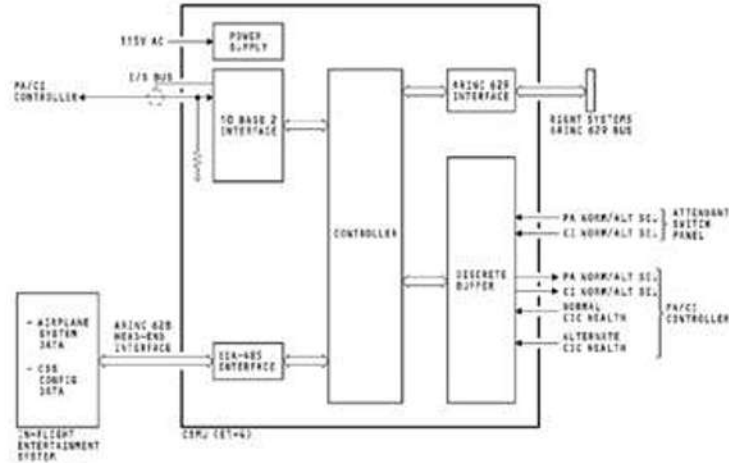 115V AC
POWER
SUPPLY
I/S BUS
PA/CI
CONTROLLER
10 BASE 2
INTERFACE
ARINC 629
INTERFACE
RIGHT SYSTEMS
ARINC 629 BUS
CONTROLLER
DISCRETE
BUFFER
PA NORM/ALT SEL
CI NORM/ALT SEL
ATTENDANT
SWITCH
PANEL
PA NORM/ALT SEL
CI NORM/ALT SEL
NORMAL
CIC HEALTH
ALTERNATE
CIC HEALTH
PA/CI
CONTROLLER
- AIRPLANE
SYSTEM
DATA
- CSS
CONFIG
DATA
ARINC 628
HEAD-END
INTERFACE
EIA-485
INTERFACE
IN-FLIGHT
ENTERTAINMENT
SYSTEM